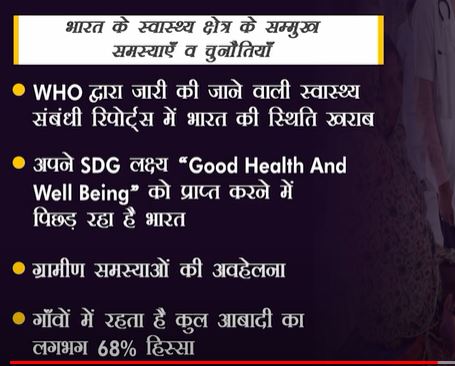 भारत के स्वास्थ्य क्षेत्र के सम्मुख
समस्याएँ व चुनौतियाँ
WHO द्वारा जारी की जाने वाली स्वास्थ्य
संबंधी रिपोर्ट्स में भारत की स्थिति खराब
अपने SDG लक्ष्य “Good Health And
Well Being” को प्राप्त करने में
पिछड़ रहा है भारत
ग्रामीण समस्याओं की अवहेलना
गाँवों में रहता है कुल आबादी का
लगभग 68% हिस्सा